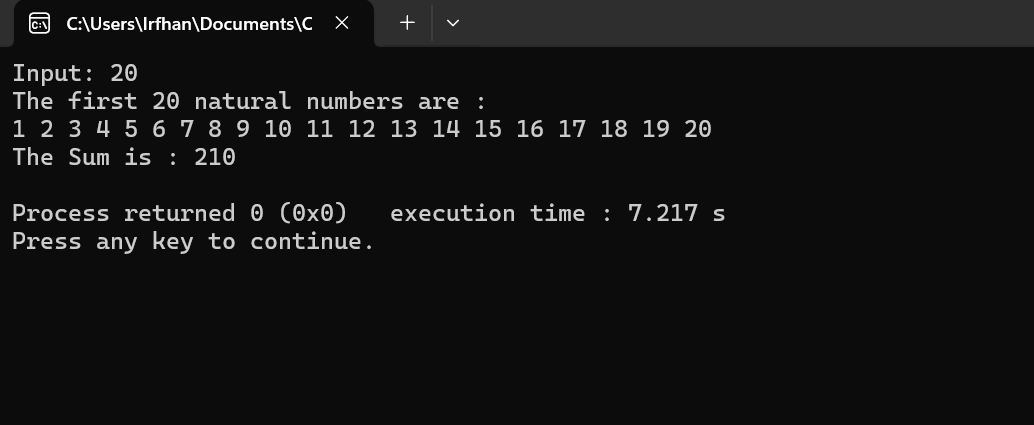 C:\Users\Irfhan\Documents\C
Input: 20
The first 20 natural numbers are :
1 2 3 4 5 6 7 8 9 10 11 12 13 14 15 16 17 18 19 20
The Sum is : 210
Process returned 0 (0x0)   execution time : 7.217 s
Press any key to continue.